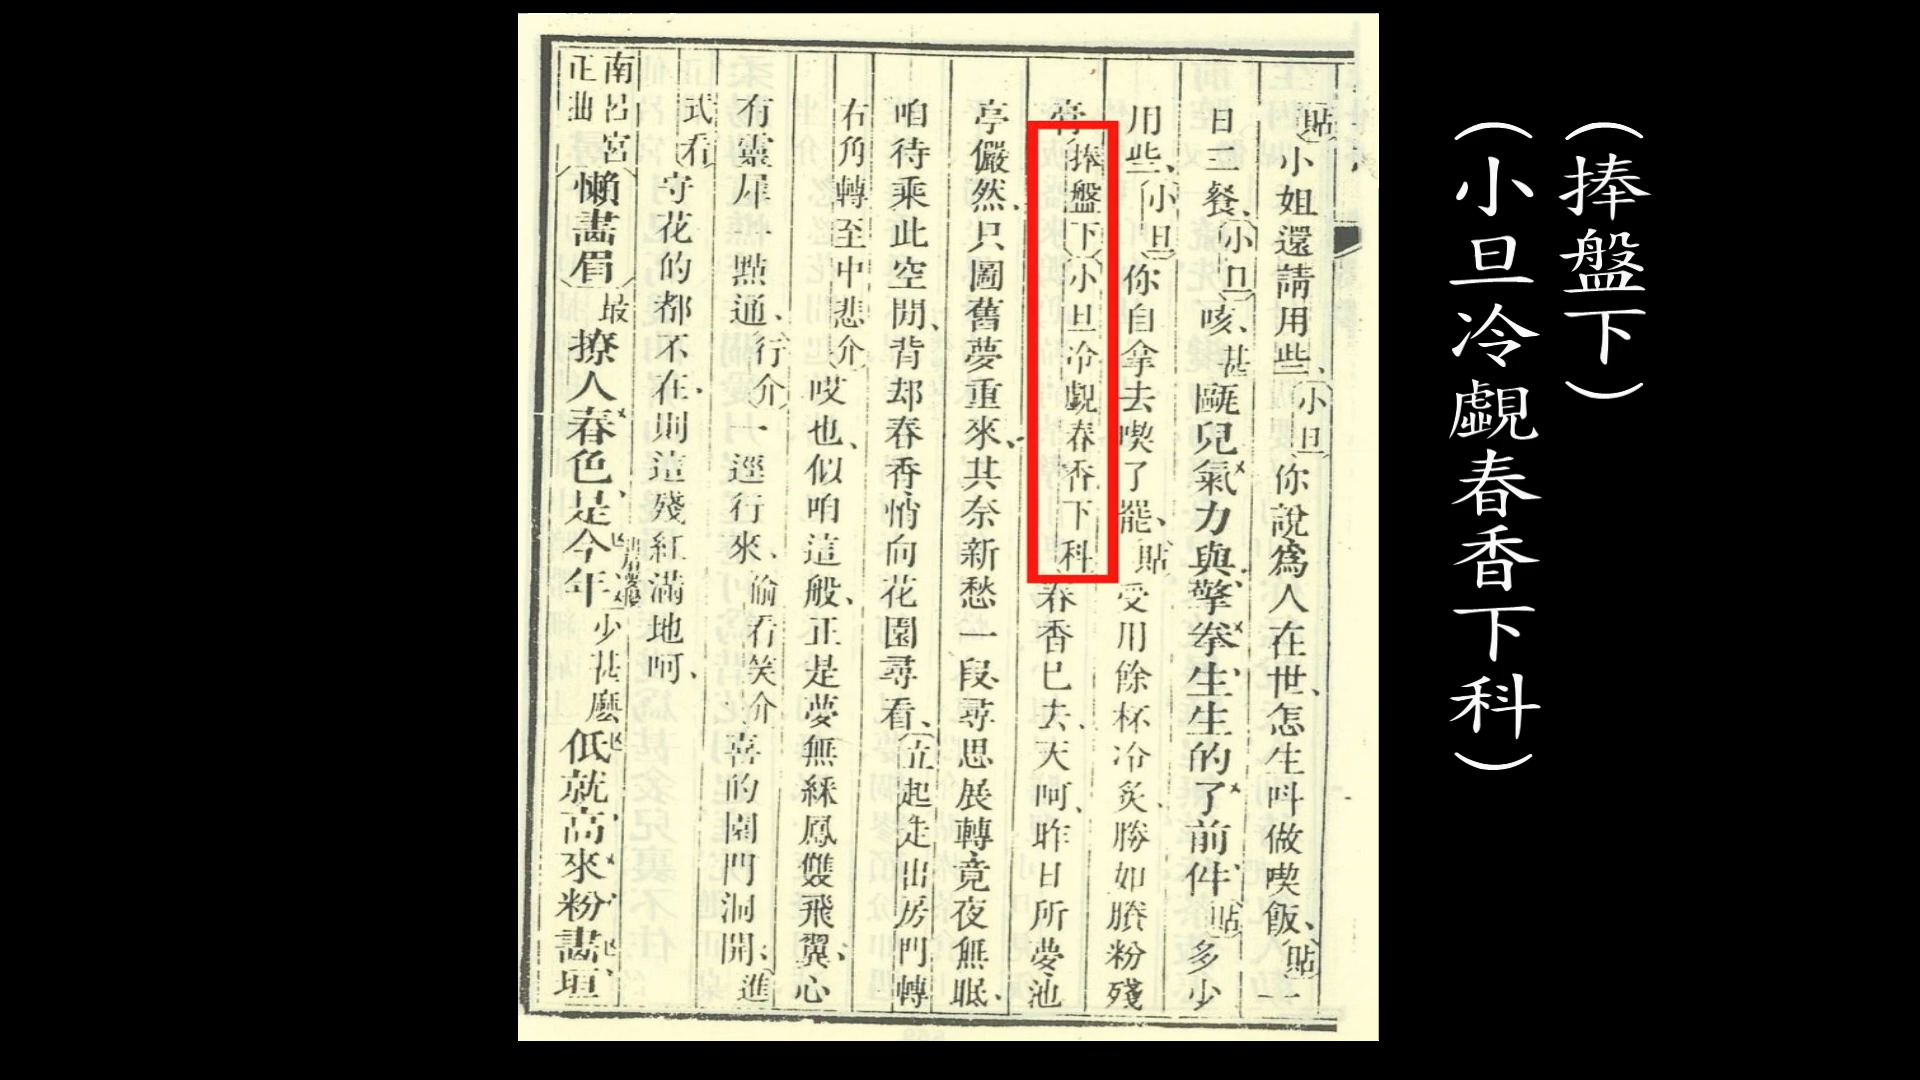 （捧盤下）
（小旦冷覷春香下科）
貼小姐還請用些、小旦你說爲人在世、怎生叫做喫飯、貼一
日三餐、小旦咳、甚甌兒氣力與擎拳生生的了前件貼多少
用些、小旦你自拿去喫了罷、貼受用餘杯冷炙、勝如賸粉殘
膏捧盤下小旦冷覷春香下科春香已去、天呵、昨日所夢、池
亭儼然、只圖舊夢重來、其奈新愁一段、尋思展轉、竟夜無眠、
咱待乘此空閒、背却春香、悄向花園尋看、立起走出房門轉
右角轉至中悲介哎也、似咱這般、正是夢無綵鳳雙飛翼、心
有靈犀一點通、行介一逕行來、偷看笑介喜的園門洞開、進
式看守花的都不在、則這殘紅滿地呵、
南呂宮
正曲
懶畫眉最撩人春色是今年少甚麽低就高來粉畫垣